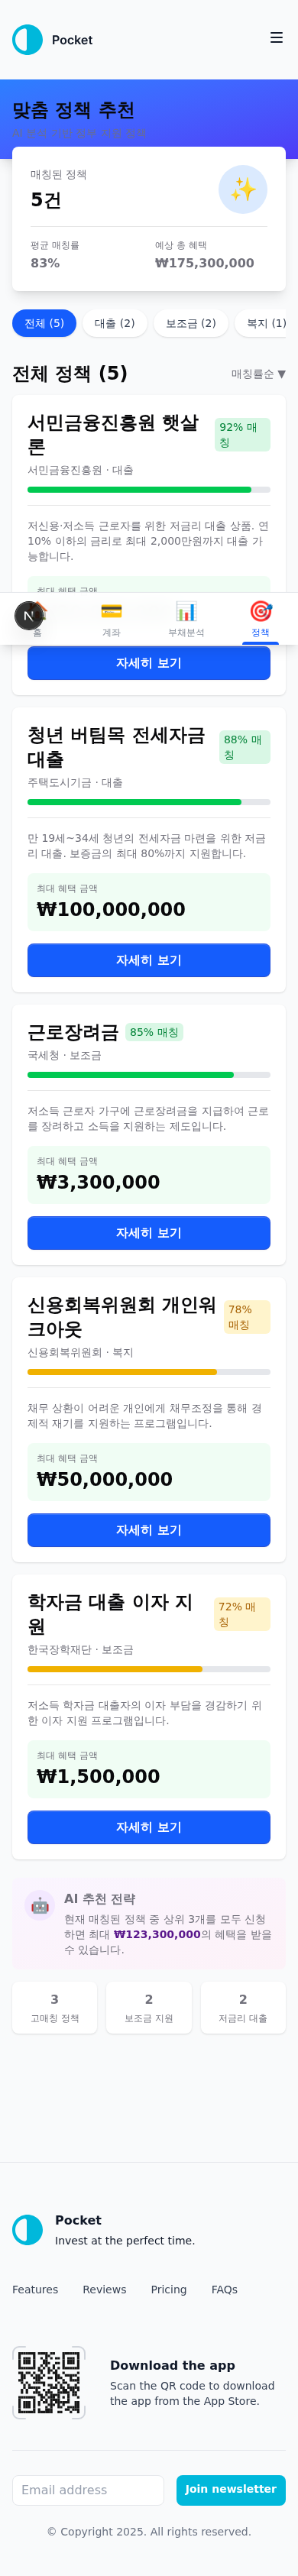 Pocket
맞춤 정책 추천
매칭된 정책
5건
평균 매칭률
예상 총 혜택
83%
₩175,300,000
전체 (5)
대출 (2)
보조금 (2)
복지 (1)
전체 정책 (5)
매칭률순 ▼
서민금융진흥원 햇살
론
92% 매
칭
서민금융진흥원 · 대출
저신용·저소득 근로자를 위한 저금리 대출 상품. 연
10% 이하의 금리로 최대 2,000만원까지 대출 가
능합니다.
최대 혜택 금액
N
홈
계좌
부채분석
정책
자세히 보기
청년 버팀목 전세자금
대출
88% 매
칭
주택도시기금 · 대출
만 19세~34세 청년의 전세자금 마련을 위한 저금
리 대출. 보증금의 최대 80%까지 지원합니다.
최대 혜택 금액
₩100,000,000
자세히 보기
근로장려금
85% 매칭
국세청 · 보조금
저소득 근로자 가구에 근로장려금을 지급하여 근로
를 장려하고 소득을 지원하는 제도입니다.
최대 혜택 금액
₩3,300,000
자세히 보기
신용회복위원회 개인워
크아웃
78%
매칭
신용회복위원회 · 복지
채무 상환이 어려운 개인에게 채무조정을 통해 경
제적 재기를 지원하는 프로그램입니다.
최대 혜택 금액
₩50,000,000
자세히 보기
학자금 대출 이자 지
원
72% 매
칭
한국장학재단 · 보조금
저소득 학자금 대출자의 이자 부담을 경감하기 위
한 이자 지원 프로그램입니다.
최대 혜택 금액
₩1,500,000
자세히 보기
AI 추천 전략
현재 매칭된 정책 중 상위 3개를 모두 신청
하면 최대 ₩123,300,000의 혜택을 받을
수 있습니다.
3
고매칭 정책
2
보조금 지원
2
저금리 대출
Pocket
Invest at the perfect time.
Features
Reviews
Pricing
FAQs
Download the app
Scan the QR code to download
the app from the App Store.
Email address
Join newsletter
© Copyright 2025. All rights reserved.